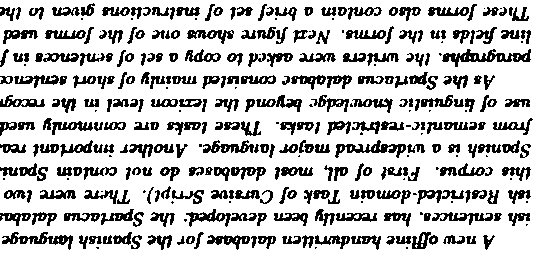 A new offline handwritten database for the Spanish language
ish sentences, has recently been developed: the Spartacus databas
ish Restricted-domain Task of Cursive Script). There were two
this corpus. First of all, most databases do not contain Spani
Spanish is a widespread major language. Another important rea
from semantic-restricted tasks. These tasks are commonly used
use of linguistic knowledge beyond the lexicon level in the recog
As the Spartacus database consisted mainly of short sentence
paragraphs, the writers were asked to copy a set of sentences in f
line fields in the forms. Next figure shows one of the forms used
These forms also contain a brief set of instructions given to the